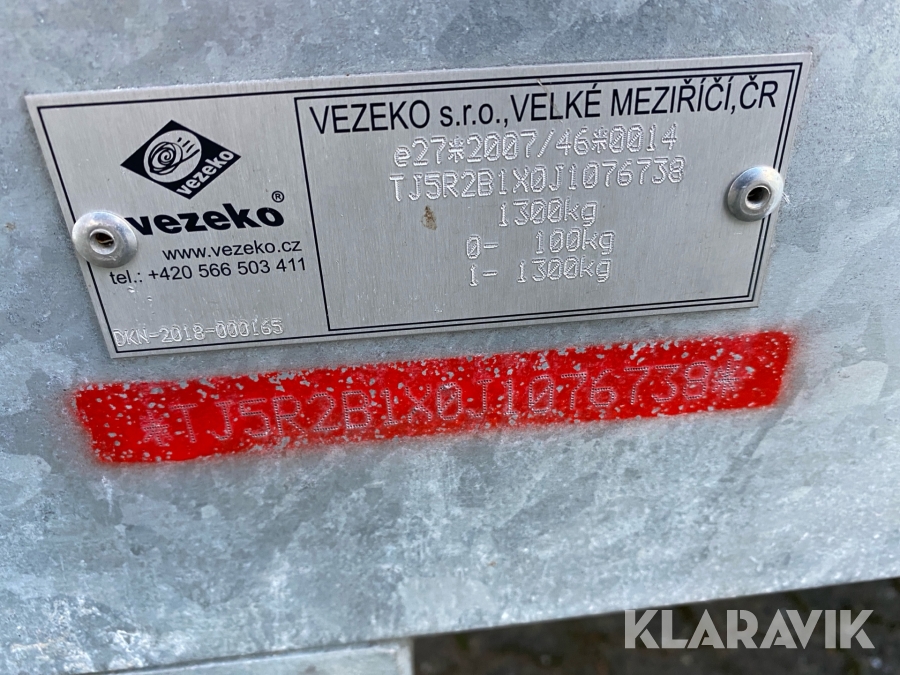 vezeko
vezeko®
www.vezeko.cz
tel.: +420 566 503 411
DKN-2018-000165
VEZEKO s.r.o.,VELKÉ MEZIŘÍČÍ,ČR
e27*2007/46*0014
TJ5R2B1X0J1076738
1300kg
0- 100kg
1- 1300kg
*TJ5R2B1X0J1076738*
KLARAVIK